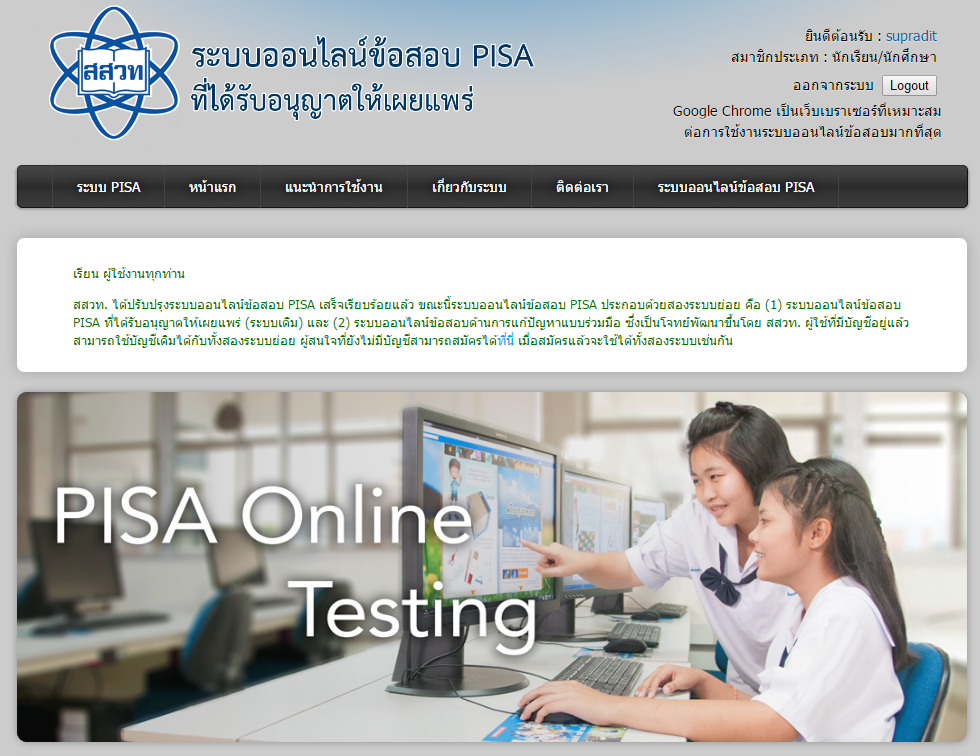 สสวท
ระบบออนไลน์ข้อสอบ PISA
ที่ได้รับอนุญาตให้เผยแพร่
ยินดีต้อนรับ : supradit
สมาชิกประเภท : นักเรียน/นักศึกษา
ออกจากระบบ Logout
Google Chrome เป็นเว็บเบราเซอร์ที่เหมาะสม
ต่อการใช้งานระบบออนไลน์ข้อสอบมากที่สุด
ระบบ PISA หน้าแรก แนะนำการใช้งาน เกี่ยวกับระบบ ติดต่อเรา ระบบออนไลน์ข้อสอบ PISA
เรียน ผู้ใช้งานทุกท่าน
สสวท. ได้ปรับปรุงระบบออนไลน์ข้อสอบ PISA เสร็จเรียบร้อยแล้ว ขณะนี้ระบบออนไลน์ข้อสอบ PISA ประกอบด้วยสองระบบย่อย คือ (1) ระบบออนไลน์ข้อสอบ
PISA ที่ได้รับอนุญาตให้เผยแพร่ (ระบบเดิม) และ (2) ระบบออนไลน์ข้อสอบด้านการแก้ปัญหาแบบร่วมมือ ซึ่งเป็นโจทย์พัฒนาขึ้นโดย สสวท. ผู้ใช้ที่มีบัญชีอยู่แล้ว
สามารถใช้บัญชีเดิมได้กับทั้งสองระบบย่อย ผู้สนใจที่ยังไม่มีบัญชีสามารถสมัครได้ที่นี่ เมื่อสมัครแล้วจะใช้ได้ทั้งสองระบบเช่นกัน
PISA Online
Testing